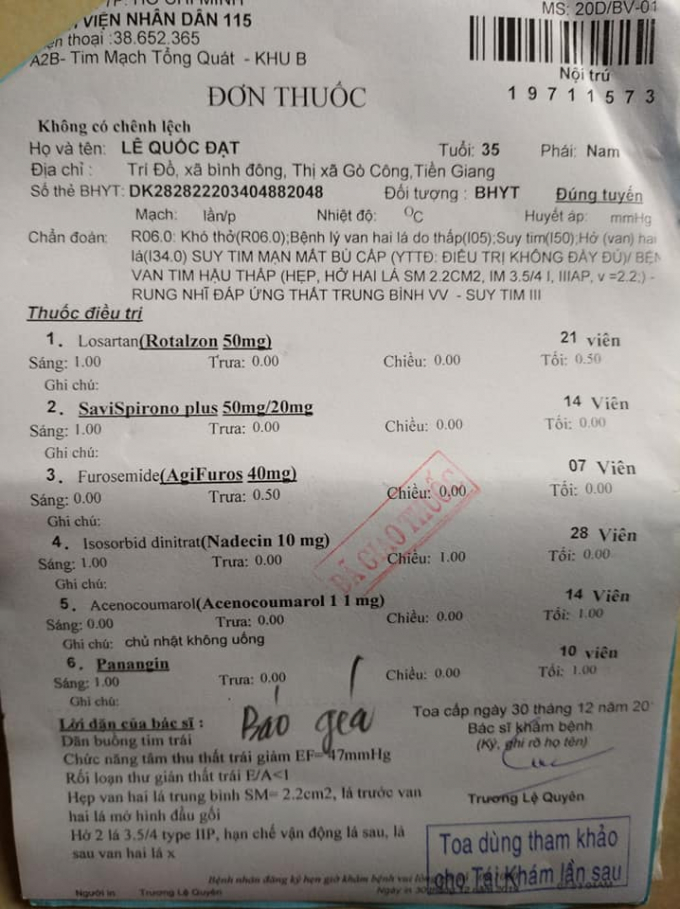 VIỆN NHÂN DÂN 115
MS: 20D/BV-01
thoại :38.652.365
A2B- Tim Mạch Tổng Quát - KHU B
Nội trú
19711573
ĐƠN THUỐC
Không có chênh lệch
Họ và tên: LÊ QUỐC ĐẠT Tuổi: 35 Phái: Nam
Địa chỉ : Trí Đồ, xã bình đông, Thị xã Gò Công,Tiền Giang
Số thẻ BHYT: DK282822203404882048 Đối tượng : BHYT Đúng tuyến
Mạch: lần/p Nhiệt độ: °C Huyết áp: mmHg
Chẩn đoán: R06.0: Khó thở(R06.0);Bệnh lý van hai lá do thấp(I05);Suy tim(I50);Hở (van) hai
lá(I34.0) SUY TIM MẠN MẤT BÙ CẤP (YTTĐ: ĐIỀU TRỊ KHÔNG ĐẦY ĐỦ)/ BỆN
VAN TIM HẬU THẤP (HẸP, HỞ HAI LÁ SM 2.2CM2, IM 3.5/4 I, IIIAP, v =2.2;) -
RUNG NHĨ ĐÁP ỨNG THẤT TRUNG BÌNH VV - SUY TIM III
Thuốc điều trị
1. Losartan(Rotalzon 50mg) 21 viên
Sáng: 1.00 Trưa: 0.00 Chiều: 0.00 Tối: 0.50
Ghi chú:
2. SaviSpirono plus 50mg/20mg 14 Viên
Sáng: 1.00 Trưa: 0.00 Chiều: 0.00 Tối: 0.00
Ghi chú:
3. Furosemide(AgiFuros 40mg) 07 Viên
Sáng: 0.00 Trưa: 0.50 Chiều: 0.00 Tối: 0.00
Ghi chú:
4. Isosorbid dinitrat(Nadecin 10 mg) 28 Viên
Sáng: 1.00 Trưa: 0.00 Chiều: 1.00 Tối: 0.00
Ghi chú:
ĐÃ GIAO THUỐC
5. Acenocoumarol(Acenocoumarol 1 1 mg) 14 Viên
Sáng: 0.00 Trưa: 0.00 Chiều: 0.00 Tối: 1.00
Ghi chú: chủ nhật không uống
6. Panangin 10 viên
Sáng: 1.00 Trưa: 0.00 Chiều: 0.00 Tối: 1.00
Ghi chú:
Lời dặn của bác sĩ :
Toa cấp ngày 30 tháng 12 năm 20
Dãn buồng tim trái
Bác sĩ khám bệnh
(Ký, ghi rõ họ tên)
Chức năng tâm thu thất trái giảm EF= 47mmHg
Rối loạn thư giãn thất trái E/A<1
Hẹp van hai lá trung bình SM= 2.2cm2, lá trước van
hai lá mở hình đầu gối
Trương Lệ Quyên
Hở 2 lá 3.5/4 type IIP, hạn chế vận động lá sau, lá
sau van hai lá x
Toa dùng tham khảo
cho Tái Khám lần sau
Bệnh nhân đăng ký hẹn giờ khám bệnh vui lòng
Người in Trương Lệ Quyên